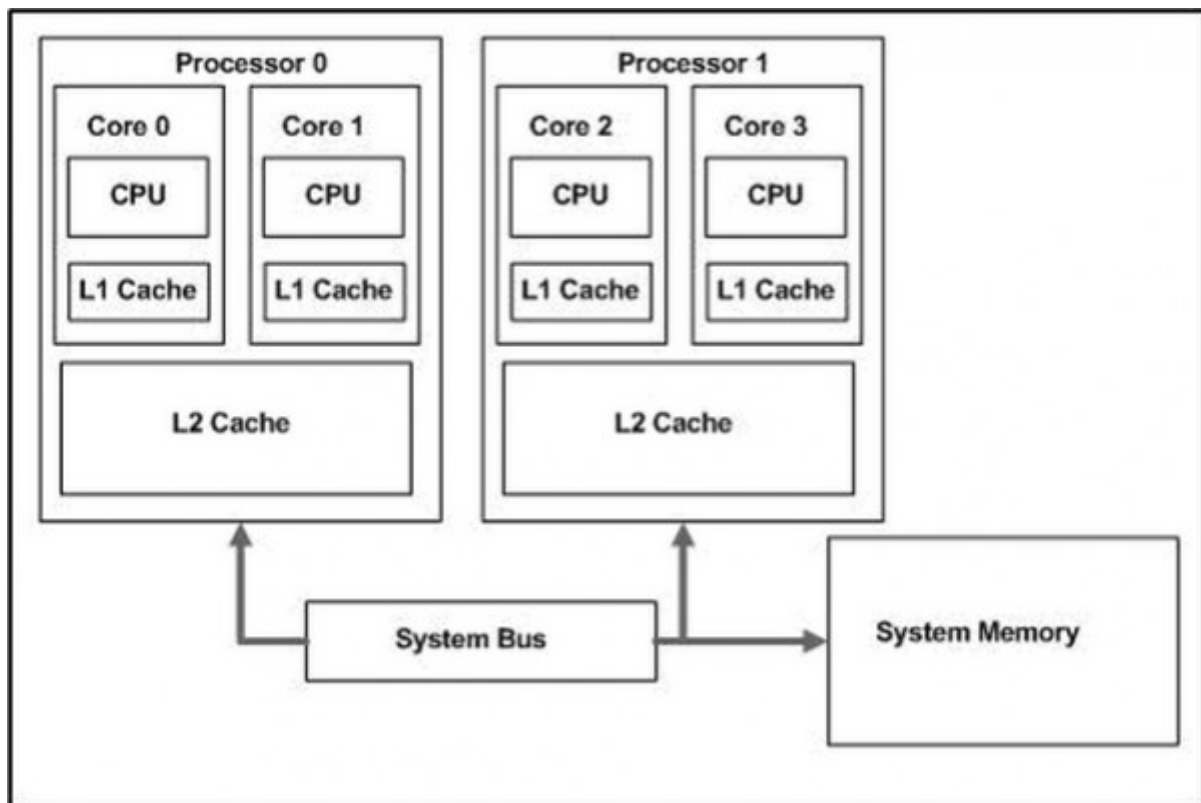 Processor 0
Processor 1
Core 0
Core 1
Core 2
Core 3
CPU
CPU
CPU
CPU
L1 Cache
L1 Cache
L1 Cache
L1 Cache
L2 Cache
L2 Cache
System Bus
System Memory